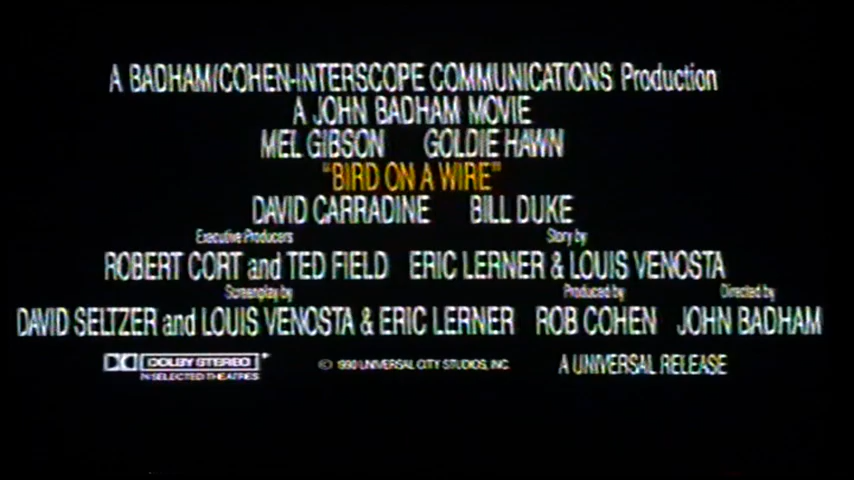 A BADHAM/COHEN-INTERSCOPE COMMUNICATIONS Production
A JOHN BADHAM MOVIE
MEL GIBSON GOLDIE HAWN
"BIRD ON A WIRE"
DAVID CARRADINE BILL DUKE
Executive Producers Story by
ROBERT CORT and TED FIELD ERIC LERNER & LOUIS VENOSTA
Screenplay by Produced by Directed by
DAVID SELTZER and LOUIS VENOSTA & ERIC LERNER ROB COHEN JOHN BADHAM
DOLBY STEREO
IN SELECTED THEATRES
© 1990 UNIVERSAL CITY STUDIOS, INC. A UNIVERSAL RELEASE